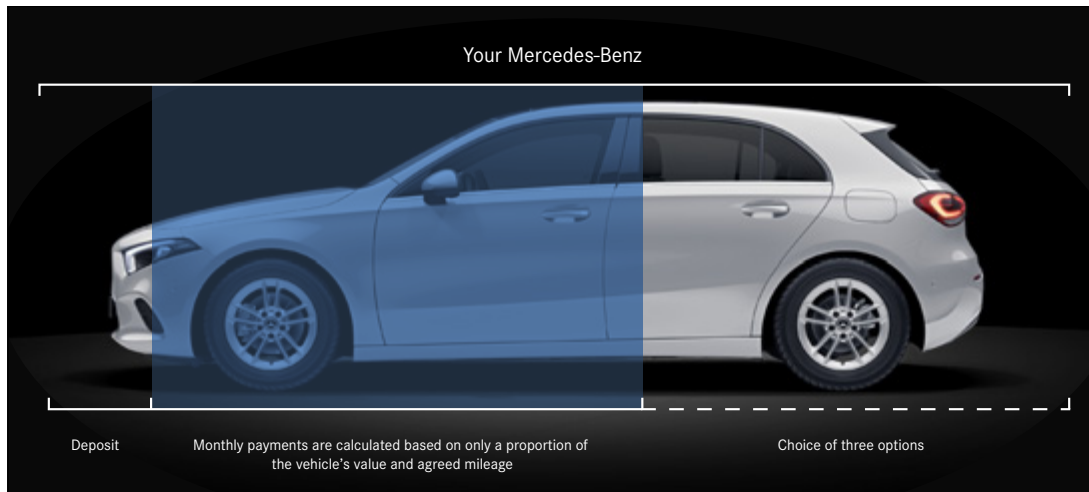 Your Mercedes-Benz
Deposit
Monthly payments are calculated based on only a proportion of
the vehicle's value and agreed mileage
Choice of three options